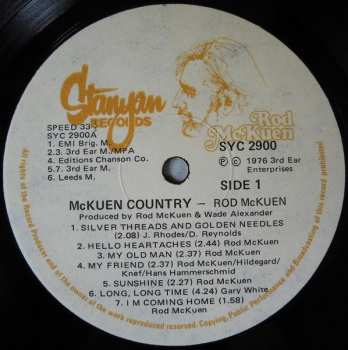 Stanyan
RECORDS
Rod
McKuen
SPEED 33
SYC 2900A
1. EMI Brig. M.
2.3. 3rd Ear M./MPA
4. Editions Chanson Co.
5.7. 3rd Ear M.
6. Leeds M.
SYC 2900
℗ 1976 3rd Ear
Enterprises
SIDE 1
McKUEN COUNTRY — ROD McKUEN
Produced by Rod McKuen & Wade Alexander
1. SILVER THREADS AND GOLDEN NEEDLES
(2.08) J. Rhodes/D. Reynolds
2. HELLO HEARTACHES (2.44) Rod McKuen
3. MY OLD MAN (2.37) Rod McKuen
4. MY FRIEND (2.37) Rod McKuen/Hildegard/
Knef/Hans Hammerschmid
5. SUNSHINE (2.27) Rod McKuen
6. LONG, LONG TIME (4.24) Gary White
7. I'M COMING HOME (1.58)
Rod McKuen
All rights of the Record Producer and of the owner of the work reproduced reserved. Copying, Public Performance and Broadcasting of this record prohibited